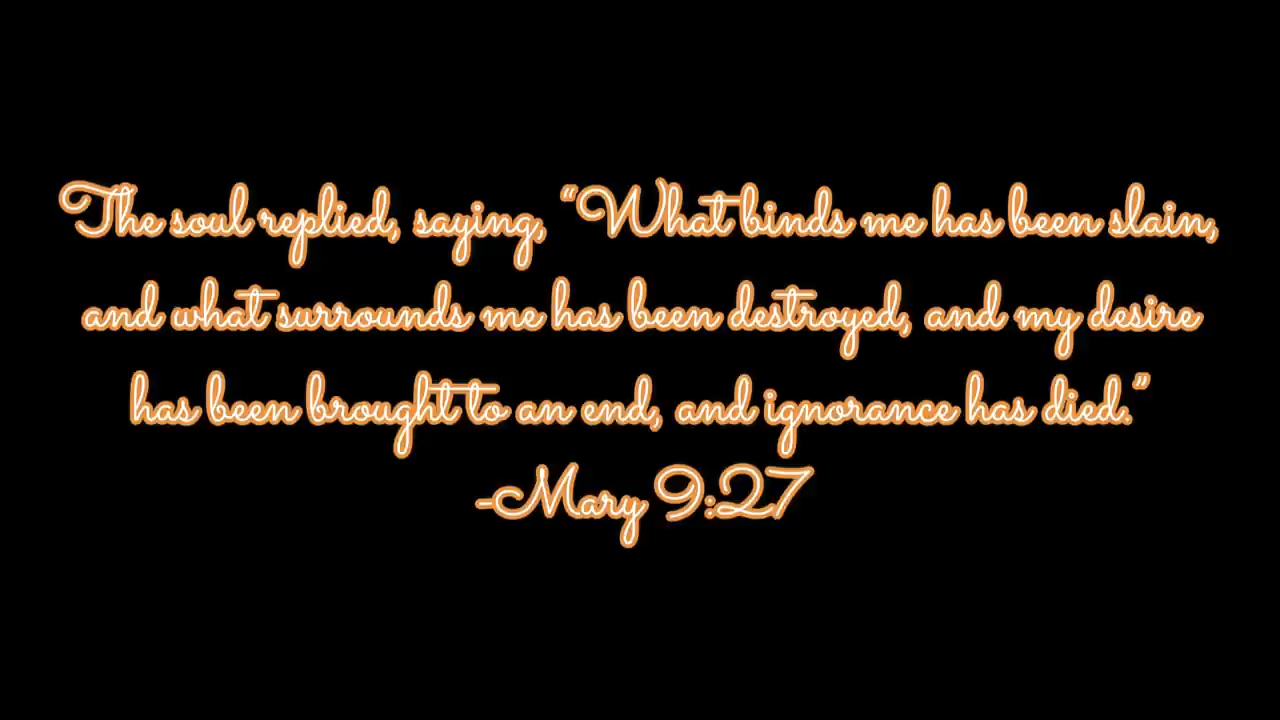 The soul replied, saying, “What binds me has been slain,
and what surrounds me has been destroyed, and my desire
has been brought to an end, and ignorance has died.”
-Mary 9:27